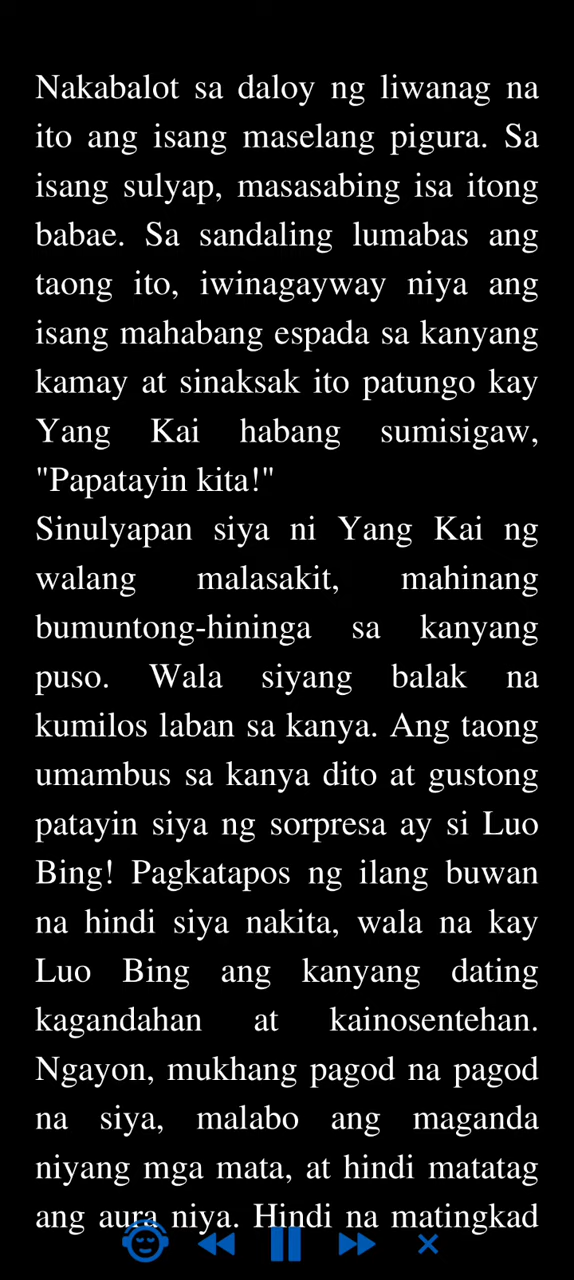 Nakabalot sa daloy ng liwanag na
ito ang isang maselang pigura. Sa
isang sulyap, masasabing isa itong
babae. Sa sandaling lumabas ang
taong ito, iwinagayway niya ang
isang mahabang espada sa kanyang
kamay at sinaksak ito patungo kay
Yang Kai habang sumisigaw,
"Papatayin kita!"
Sinulyapan siya ni Yang Kai ng
walang malasakit, mahinang
bumuntong-hininga sa kanyang
puso. Wala siyang balak na
kumilos laban sa kanya. Ang taong
umambus sa kanya dito at gustong
patayin siya ng sorpresa ay si Luo
Bing! Pagkatapos ng ilang buwan
na hindi siya nakita, wala na kay
Luo Bing ang kanyang dating
kagandahan at kainosentehan.
Ngayon, mukhang pagod na pagod
na siya, malabo ang maganda
niyang mga mata, at hindi matatag
ang aura niya. Hindi na matingkad